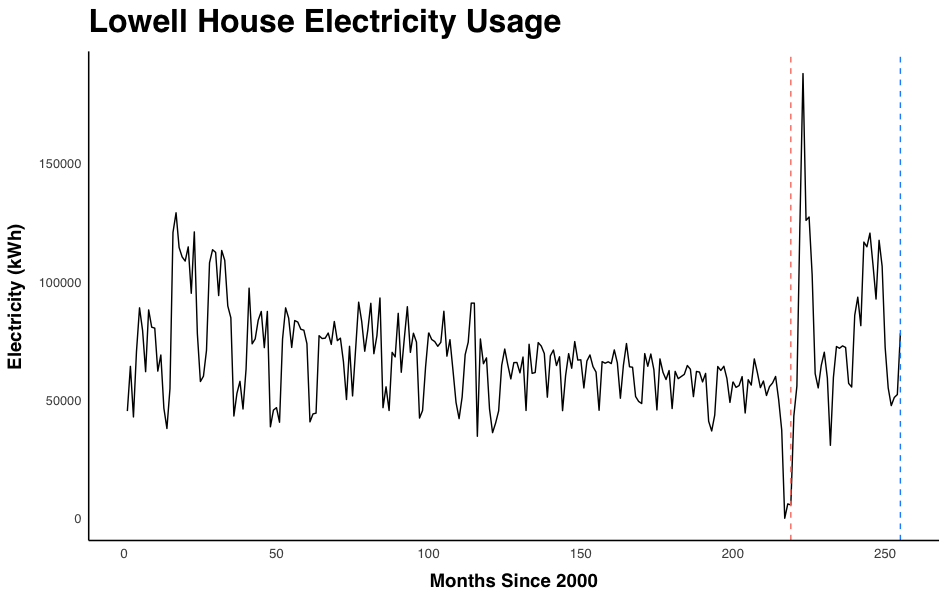 Lowell House Electricity Usage
Electricity (kWh)
150000
100000
50000
0
0 50 100 150 200 250
Months Since 2000